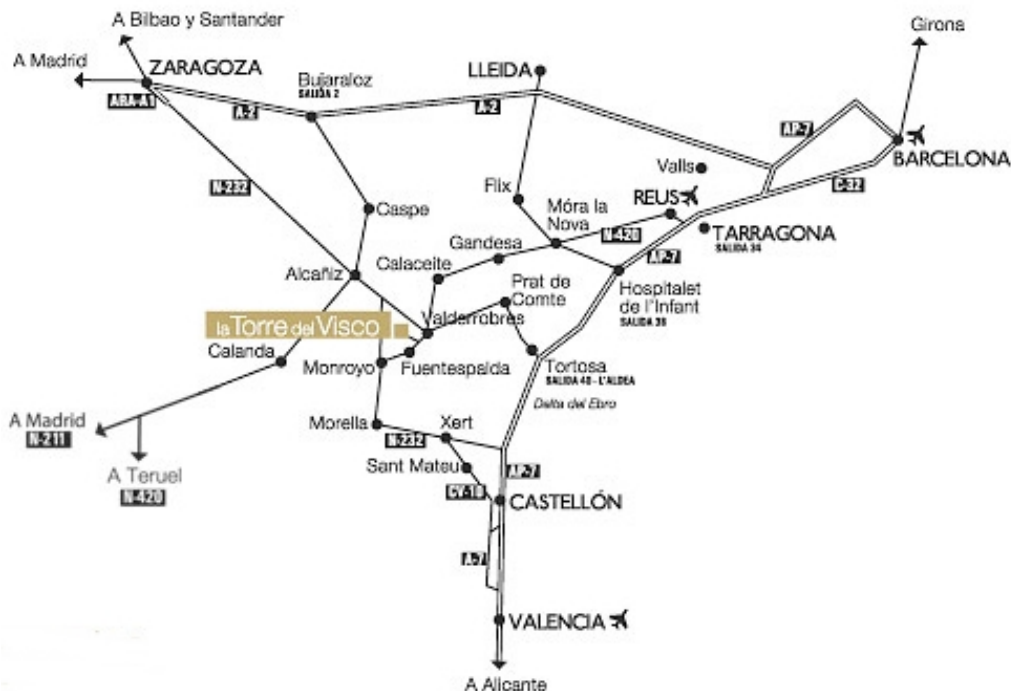 A Bilbao y Santander
Girona
A Madrid
ZARAGOZA
LLEIDA
Bujaraloz
SALIDA 2
ARA-A1
A-2
A-2
AP-7
BARCELONA
Valls
C-32
N-232
Flix
REUS
Caspe
Móra la
Nova
N-420
TARRAGONA
SALIDA 34
Gandesa
AP-7
Alcañiz
Calaceite
Prat de
Comte
Hospitalet
de l'Infant
SALIDA 38
la Torre del Visco
Valderrobres
Calanda
Monroyo
Fuentespalda
Tortosa
SALIDA 40 - L'ALDEA
Delta del Ebro
A Madrid
N-211
Morella
Xert
N-232
A Teruel
N-420
Sant Mateu
AP-7
CV-10
CASTELLÓN
A-7
VALENCIA
A Alicante